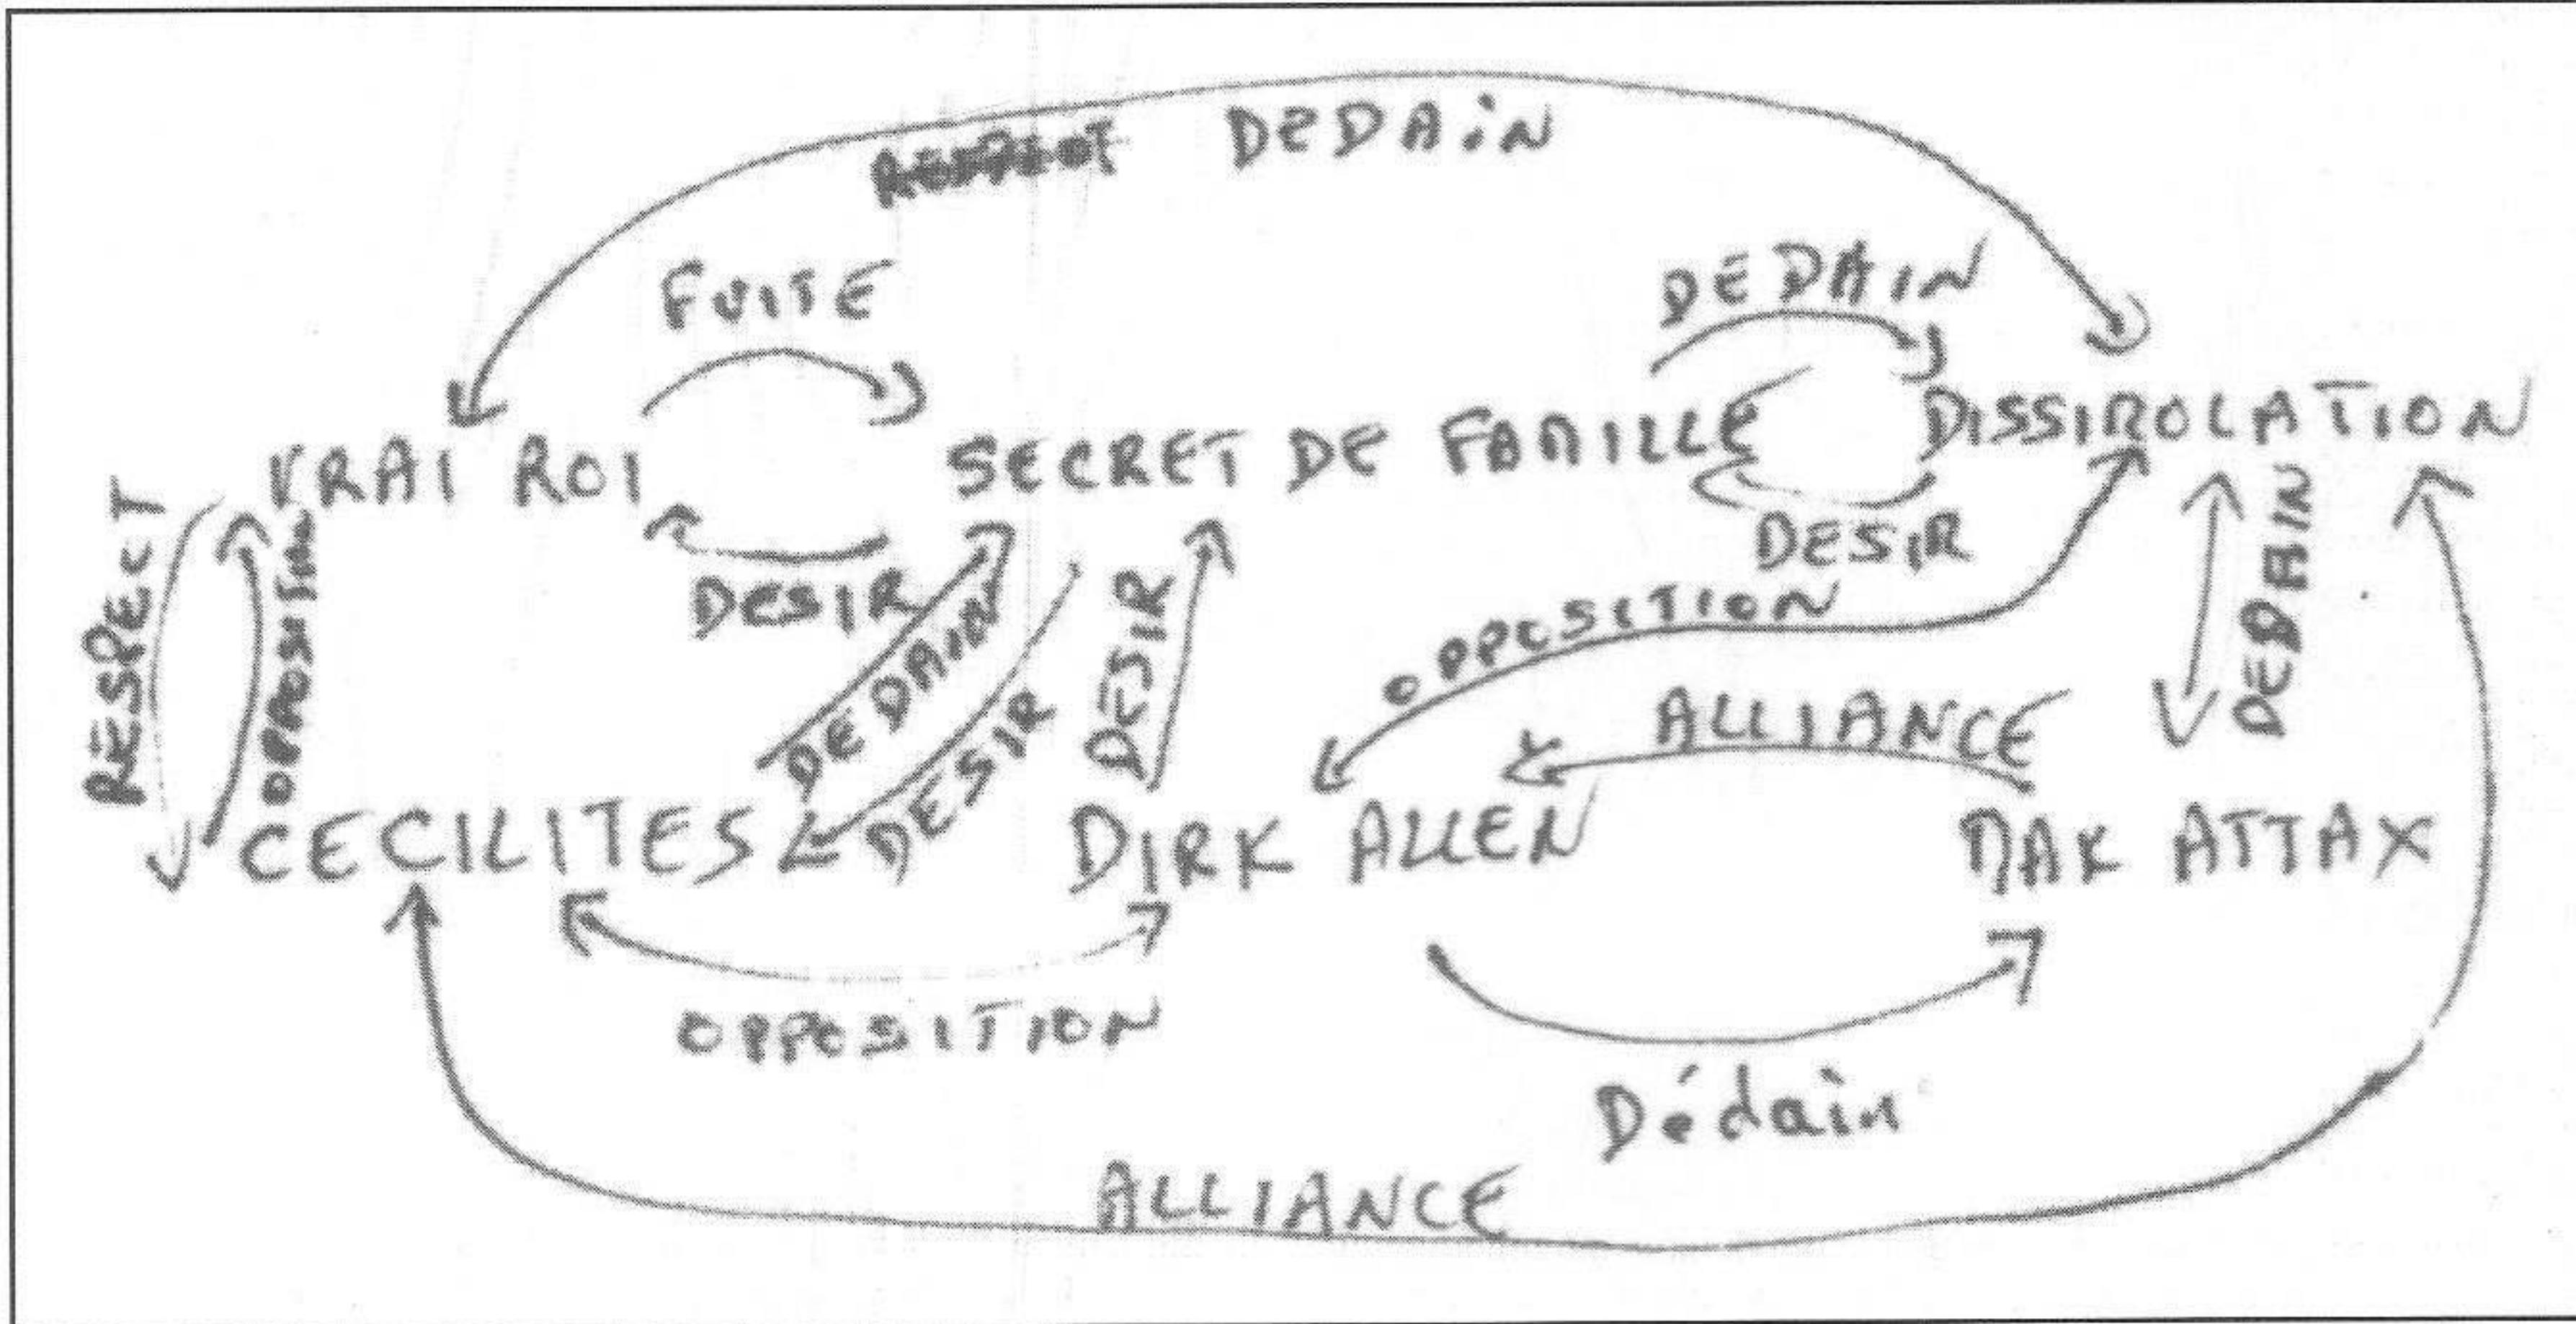 DEDAIN
FUITE
DEDAIN
VRAI ROI
SECRET DE FAMILLE
DISSIROLATION
RESPECT
OPPOSITION
DESIR
DESIR
DEDAIN
DEDAIN
DESIR
DESIR
OPPOSITION
ALLIANCE
CECILITES
DIRK ALLEN
MAK ATTAX
OPPOSITION
Dédain
ALLIANCE